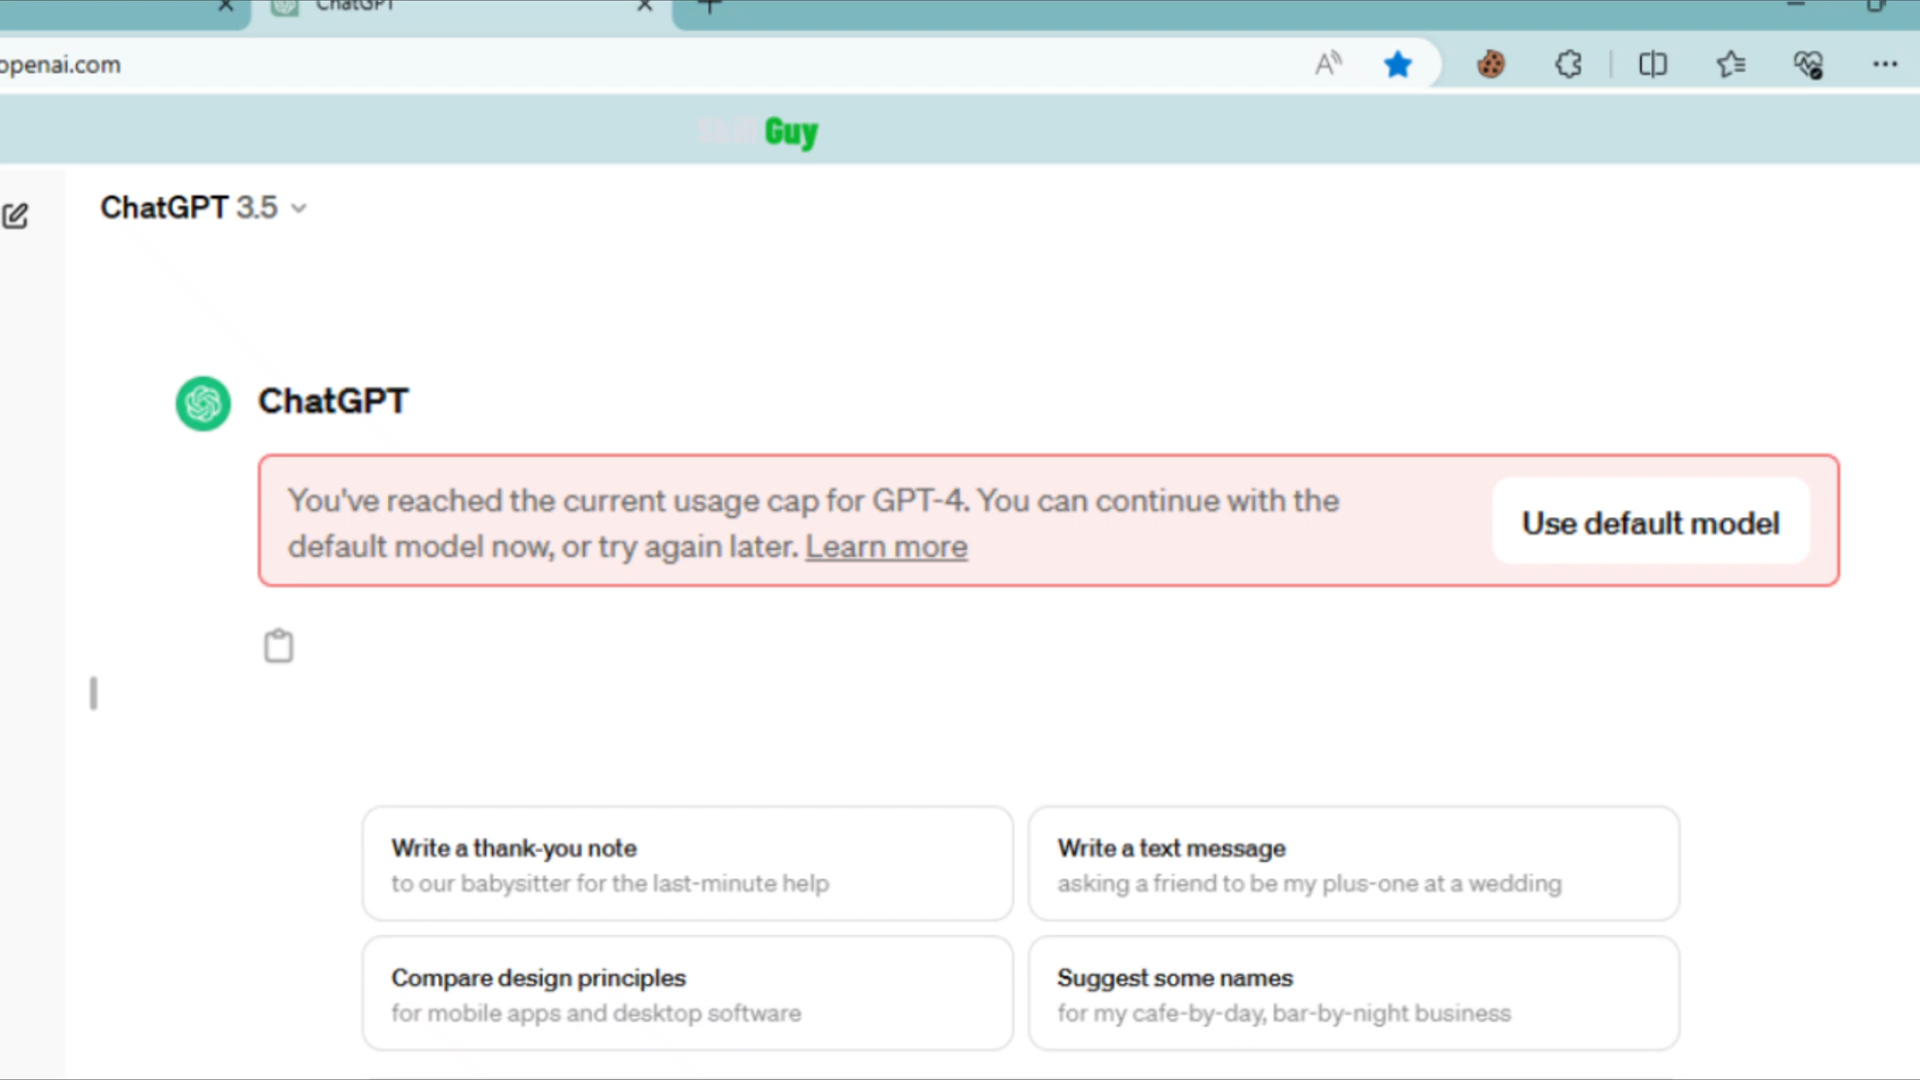 ChatGPT
openai.com
Guy
ChatGPT 3.5
ChatGPT
You've reached the current usage cap for GPT-4. You can continue with the
default model now, or try again later. Learn more
Use default model
Write a thank-you note
to our babysitter for the last-minute help
Write a text message
asking a friend to be my plus-one at a wedding
Compare design principles
for mobile apps and desktop software
Suggest some names
for my cafe-by-day, bar-by-night business